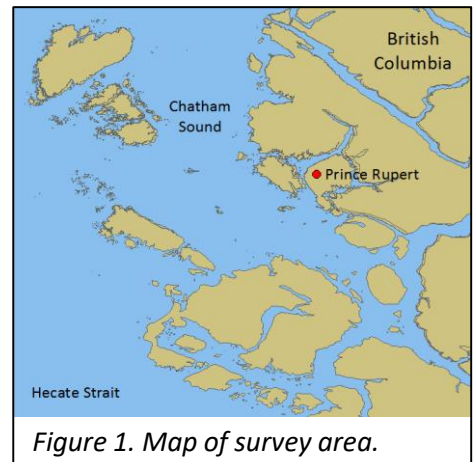 British
Columbia
Chatham
Sound
Prince Rupert
Hecate Strait
Figure 1. Map of survey area.